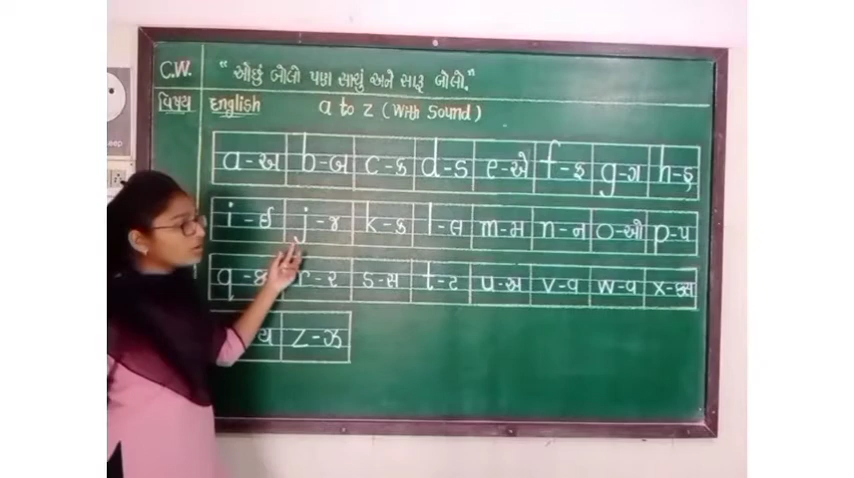 C.W. "ઓછું બોલો પણ સાચું અને સારૂ બોલો."
વિષય English a to z (With Sound)
a-અ b-બ c-ક d-ડ e-એ f-ફ g-ગ h-હ
i-ઈ j-જ k-ક l-લ m-મ n-ન o-ઓ p-પ
q-ક r-ર s-સ t-ટ u-અ v-વ w-વ x-ક્સ
ય z-ઝ